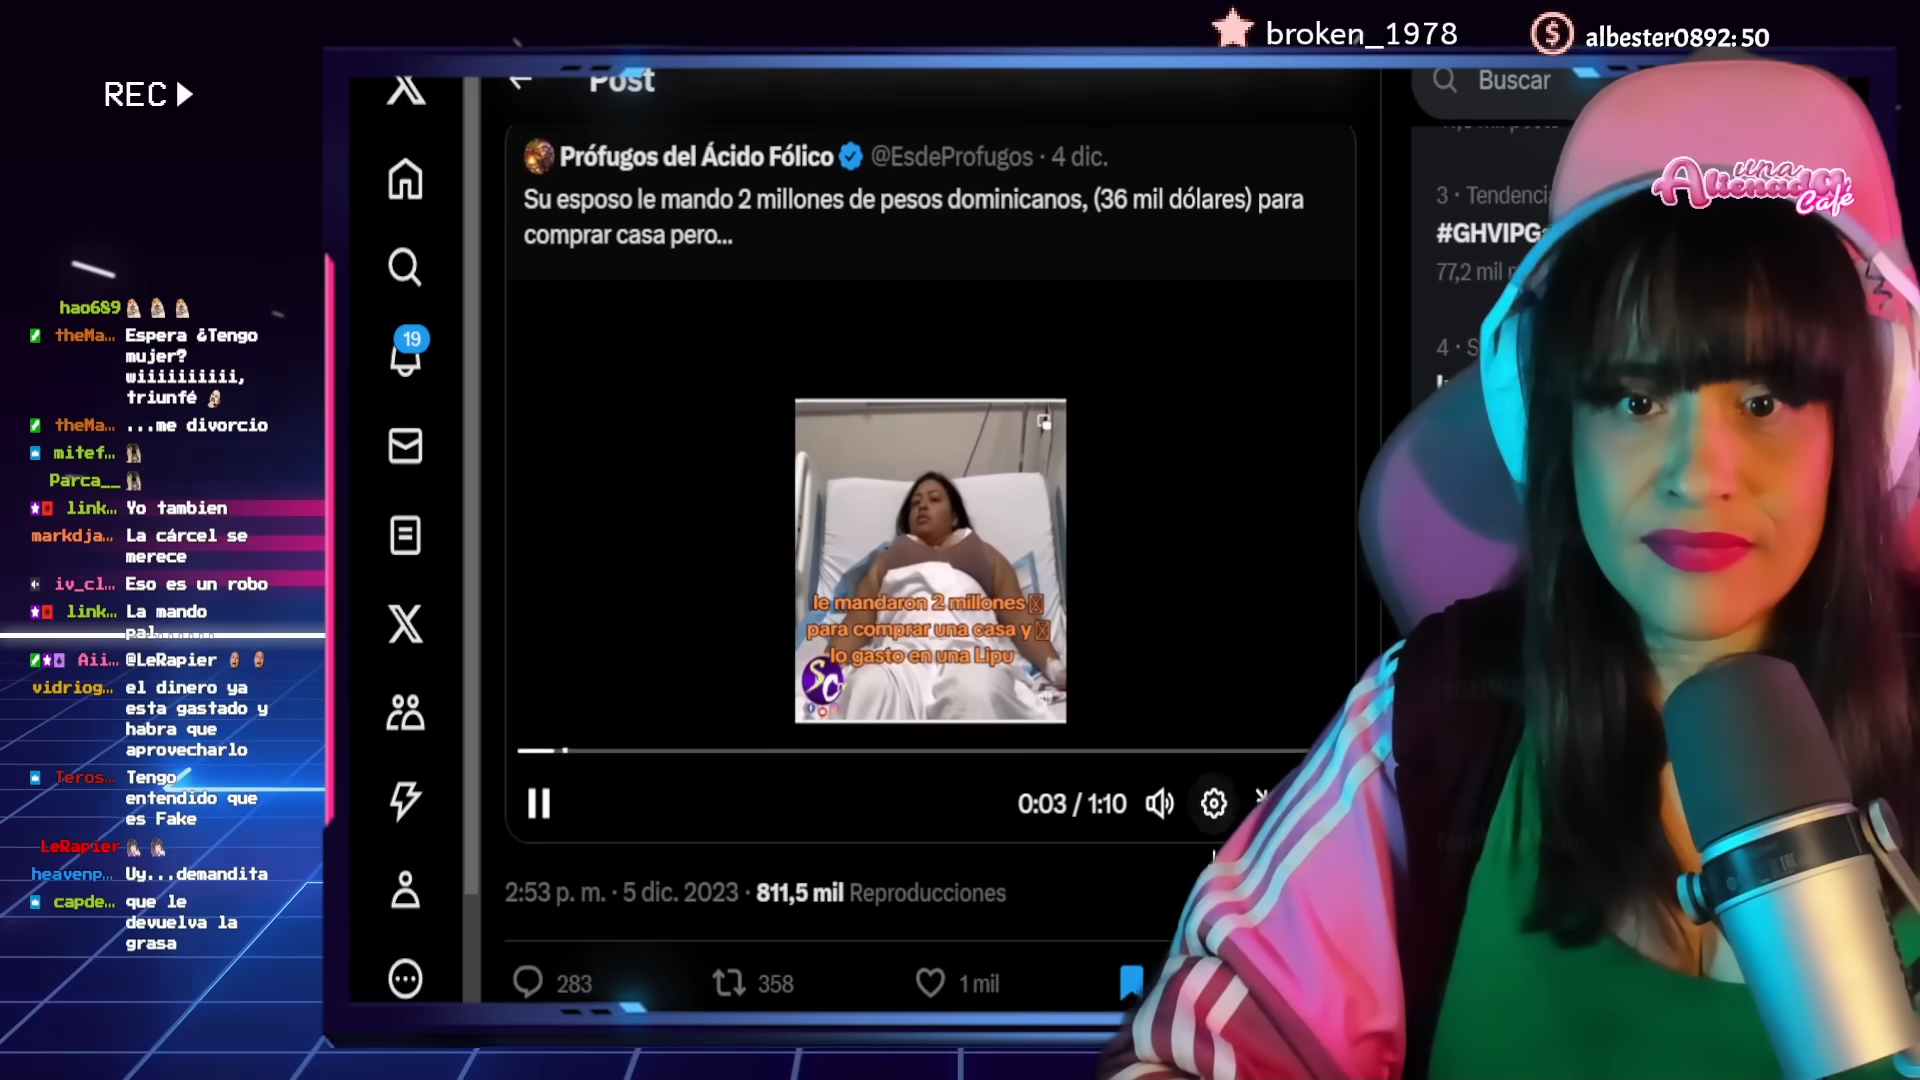 broken_1978
albester0892: 50
REC
Post
Buscar
Prófugos del Ácido Fólico @EsdeProfugos · 4 dic.
Su esposo le mando 2 millones de pesos dominicanos, (36 mil dólares) para
comprar casa pero...
3 · Tendenci
#GHVIPG
77,2 mil
4 · S
una
Alienada
Café
19
hao689
theMa... Espera ¿Tengo
mujer?
wiiiiiiiiii,
triunfé
theMa... ...me divorcio
mitef...
Parca__
link... Yo tambien
markdja... La cárcel se
merece
iv_cl... Eso es un robo
link... La mando
pal
Aii... @LeRapier
vidriog... el dinero ya
esta gastado y
habra que
aprovecharlo
Teros... Tengo
entendido que
es Fake
LeRapier
heavenp... Uy...demandita
capde... que le
devuelva la
grasa
le mandaron 2 millones
para comprar una casa y
lo gasto en una Lipu
SC
0:03 / 1:10
2:53 p. m. · 5 dic. 2023 · 811,5 mil Reproducciones
283
358
1 mil